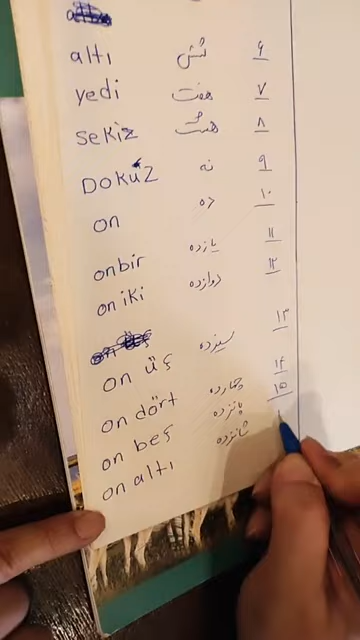 altı شش ۶
yedi هفت ۷
sekiz هشت ۸
DOKUZ نه ۹
on ده ۱۰
onbir یازده ۱۱
on iki دوازده ۱۲
on üç سیزده ۱۳
on dört چهارده ۱۴
on beş پانزده ۱۵
on altı شانزده ۱